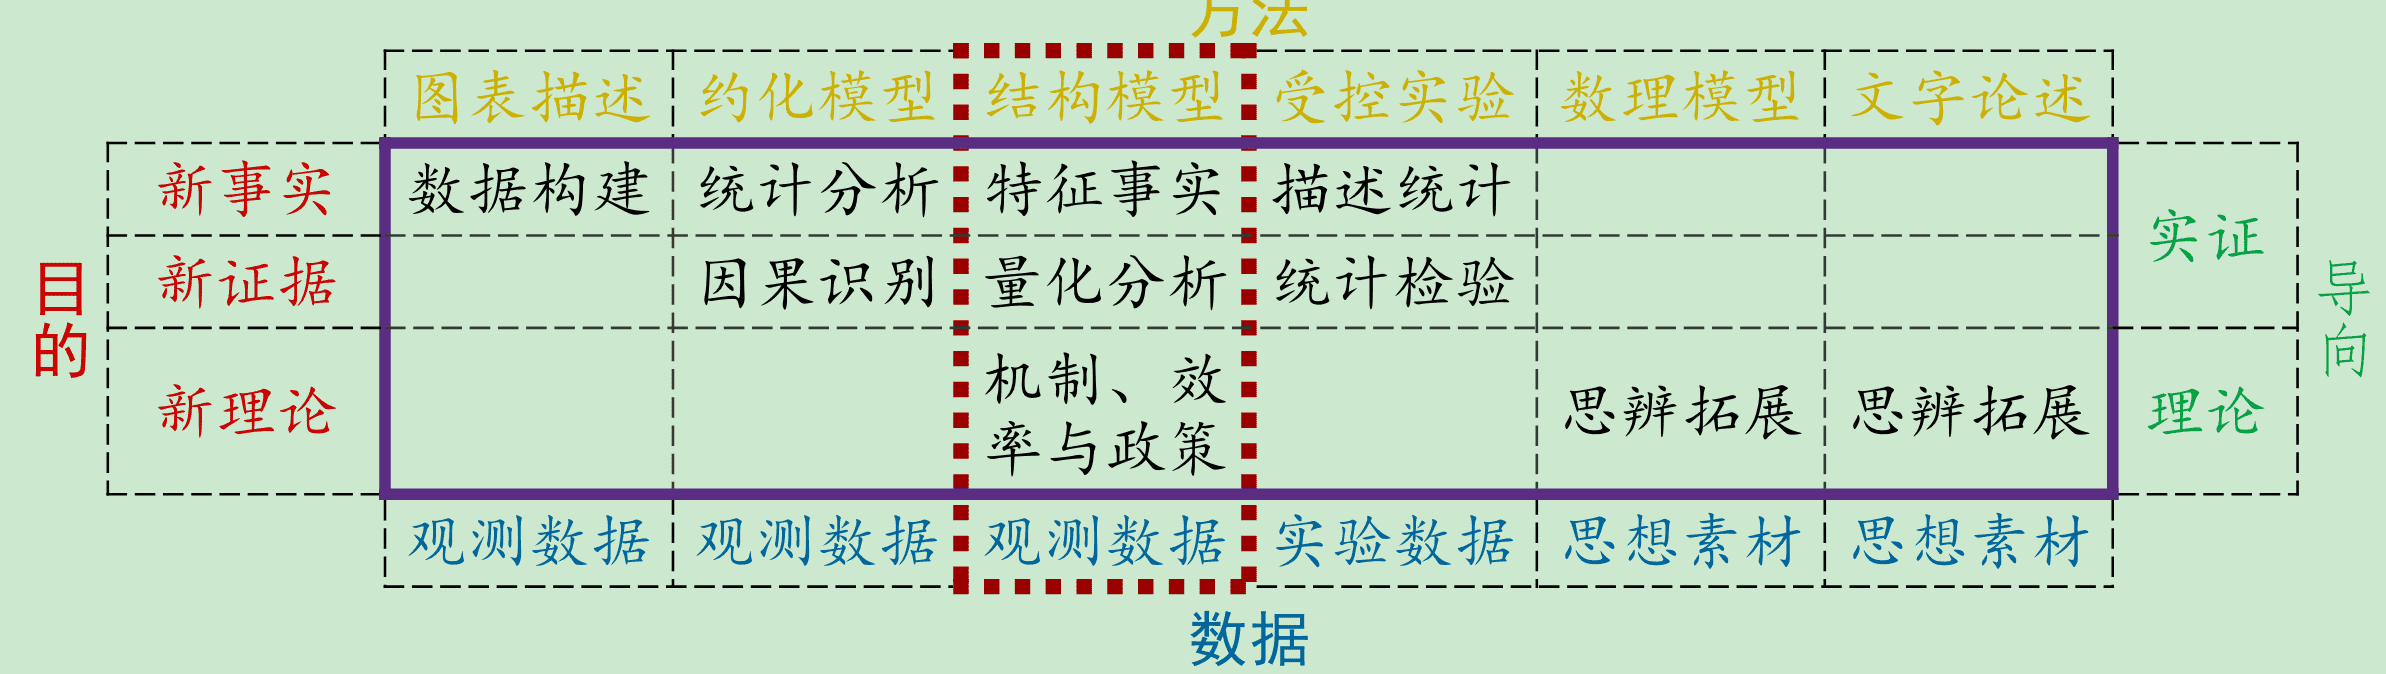 方法
图表描述 约化模型 结构模型 受控实验 数理模型 文字论述
新事实 数据构建 统计分析 特征事实 描述统计
实证
新证据 因果识别 量化分析 统计检验
目的
导向
新理论 机制、效率与政策 思辨拓展 思辨拓展 理论
观测数据 观测数据 观测数据 实验数据 思想素材 思想素材
数据